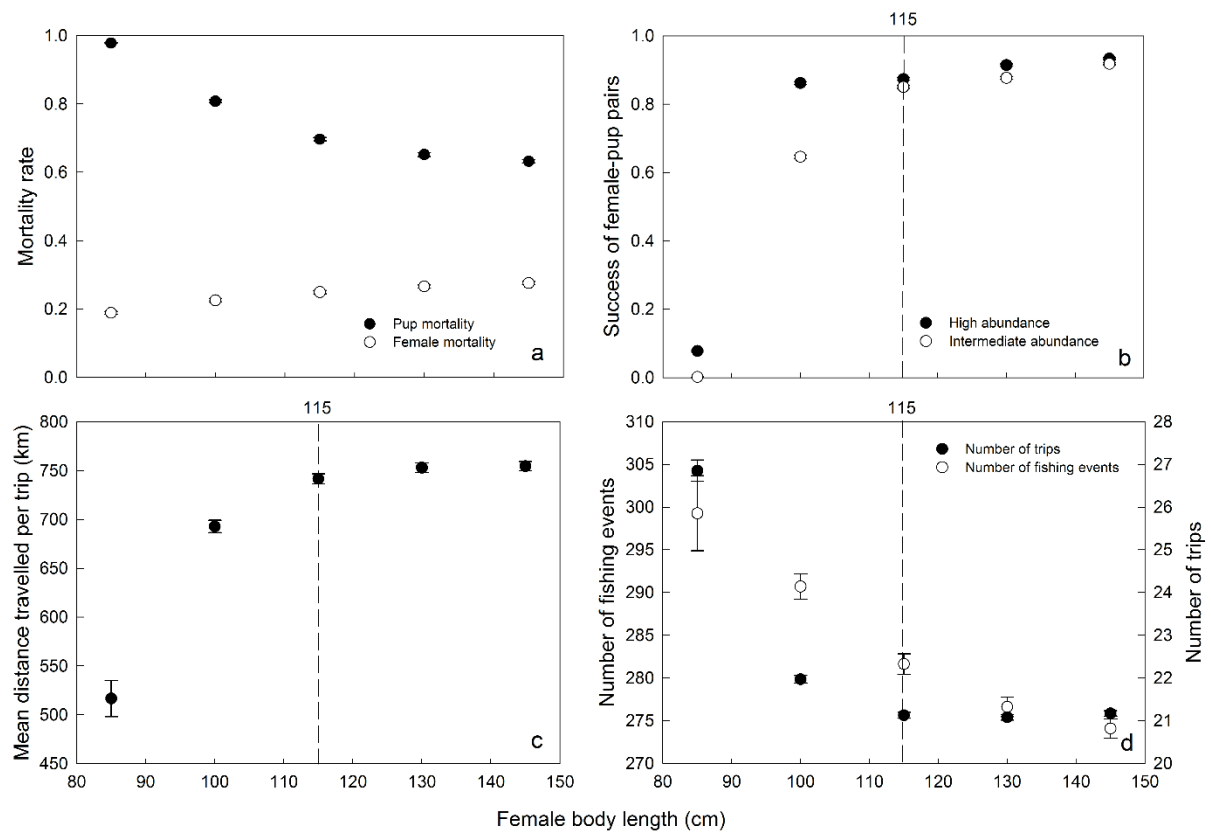 Mortality rate
1.0
0.8
0.6
0.4
0.2
0.0
Pup mortality
Female mortality
a
115
Success of female-pup pairs
1.0
0.8
0.6
0.4
0.2
0.0
High abundance
Intermediate abundance
b
115
Mean distance travelled per trip (km)
800
750
700
650
600
550
500
450
c
80 90 100 110 120 130 140 150
115
Number of fishing events
310
305
300
295
290
285
280
275
270
Number of trips
Number of fishing events
28
27
26
25
24
23
22
21
20
Number of trips
d
80 90 100 110 120 130 140 150
Female body length (cm)